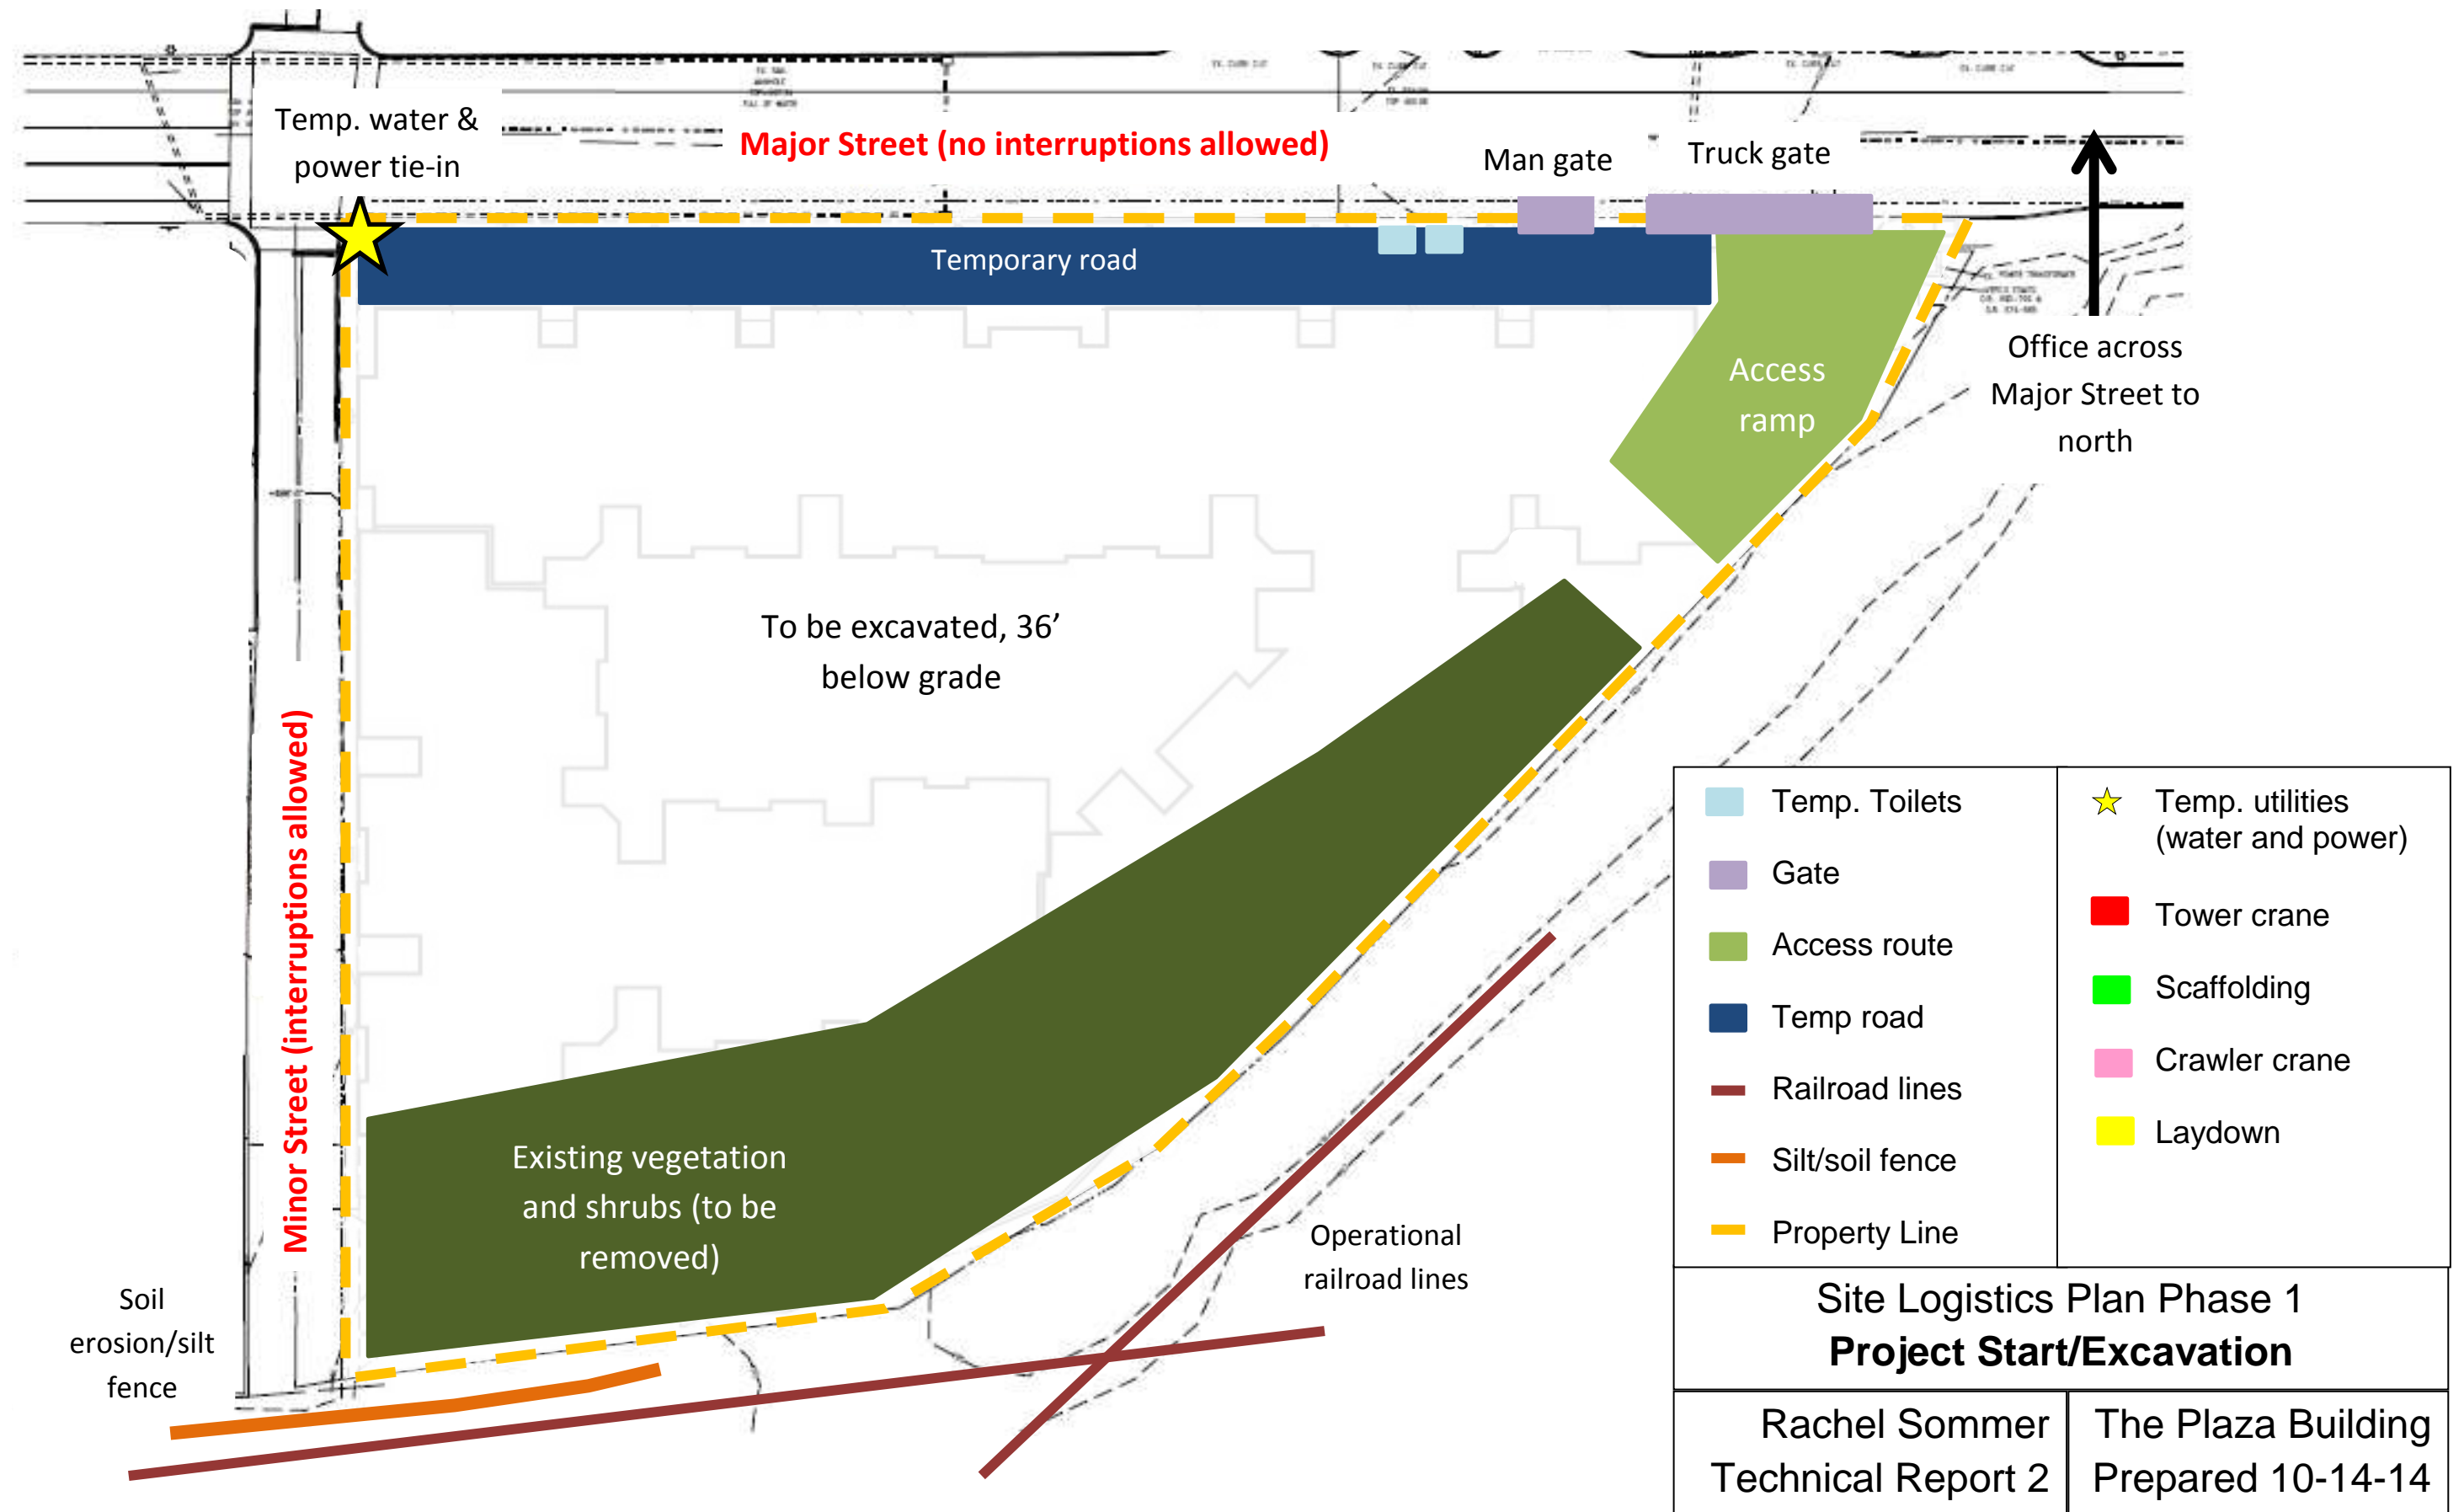 Temp. water &
power tie-in
Major Street (no interruptions allowed)
Man gate
Truck gate
Temporary road
Access
ramp
Office across
Major Street to
north
To be excavated, 36’
below grade
Minor Street (interruptions allowed)
Existing vegetation
and shrubs (to be
removed)
Operational
railroad lines
Soil
erosion/silt
fence
Temp. Toilets
Gate
Access route
Temp road
Railroad lines
Silt/soil fence
Property Line
Temp. utilities
(water and power)
Tower crane
Scaffolding
Crawler crane
Laydown
Site Logistics Plan Phase 1
Project Start/Excavation
Rachel Sommer
Technical Report 2
The Plaza Building
Prepared 10-14-14